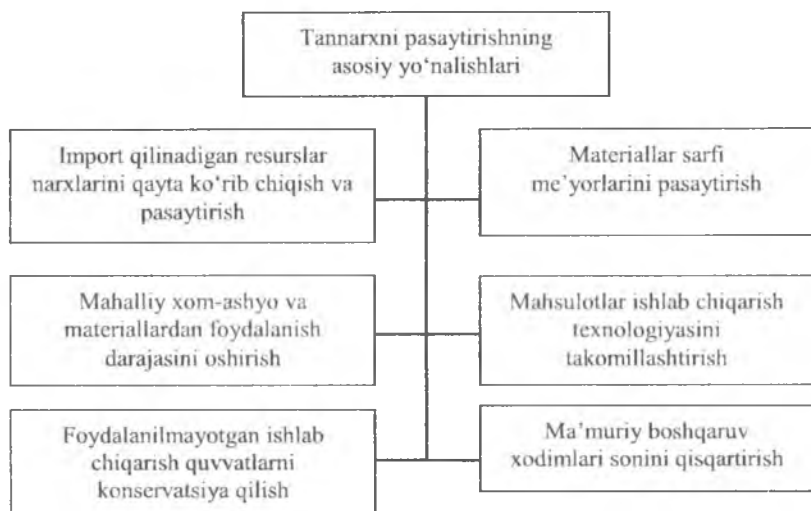 Tannarxni pasaytirishning
asosiy yo‘nalishlari
Import qilinadigan resurslar
narxlarini qayta ko‘rib chiqish va
pasaytirish
Materiallar sarfi
me’yorlarini pasaytirish
Mahalliy xom-ashyo va
materiallardan foydalanish
darajasini oshirish
Mahsulotlar ishlab chiqarish
texnologiyasini
takomillashtirish
Foydalanilmayotgan ishlab
chiqarish quvvatlarni
konservatsiya qilish
Ma’muriy boshqaruv
xodimlari sonini qisqartirish